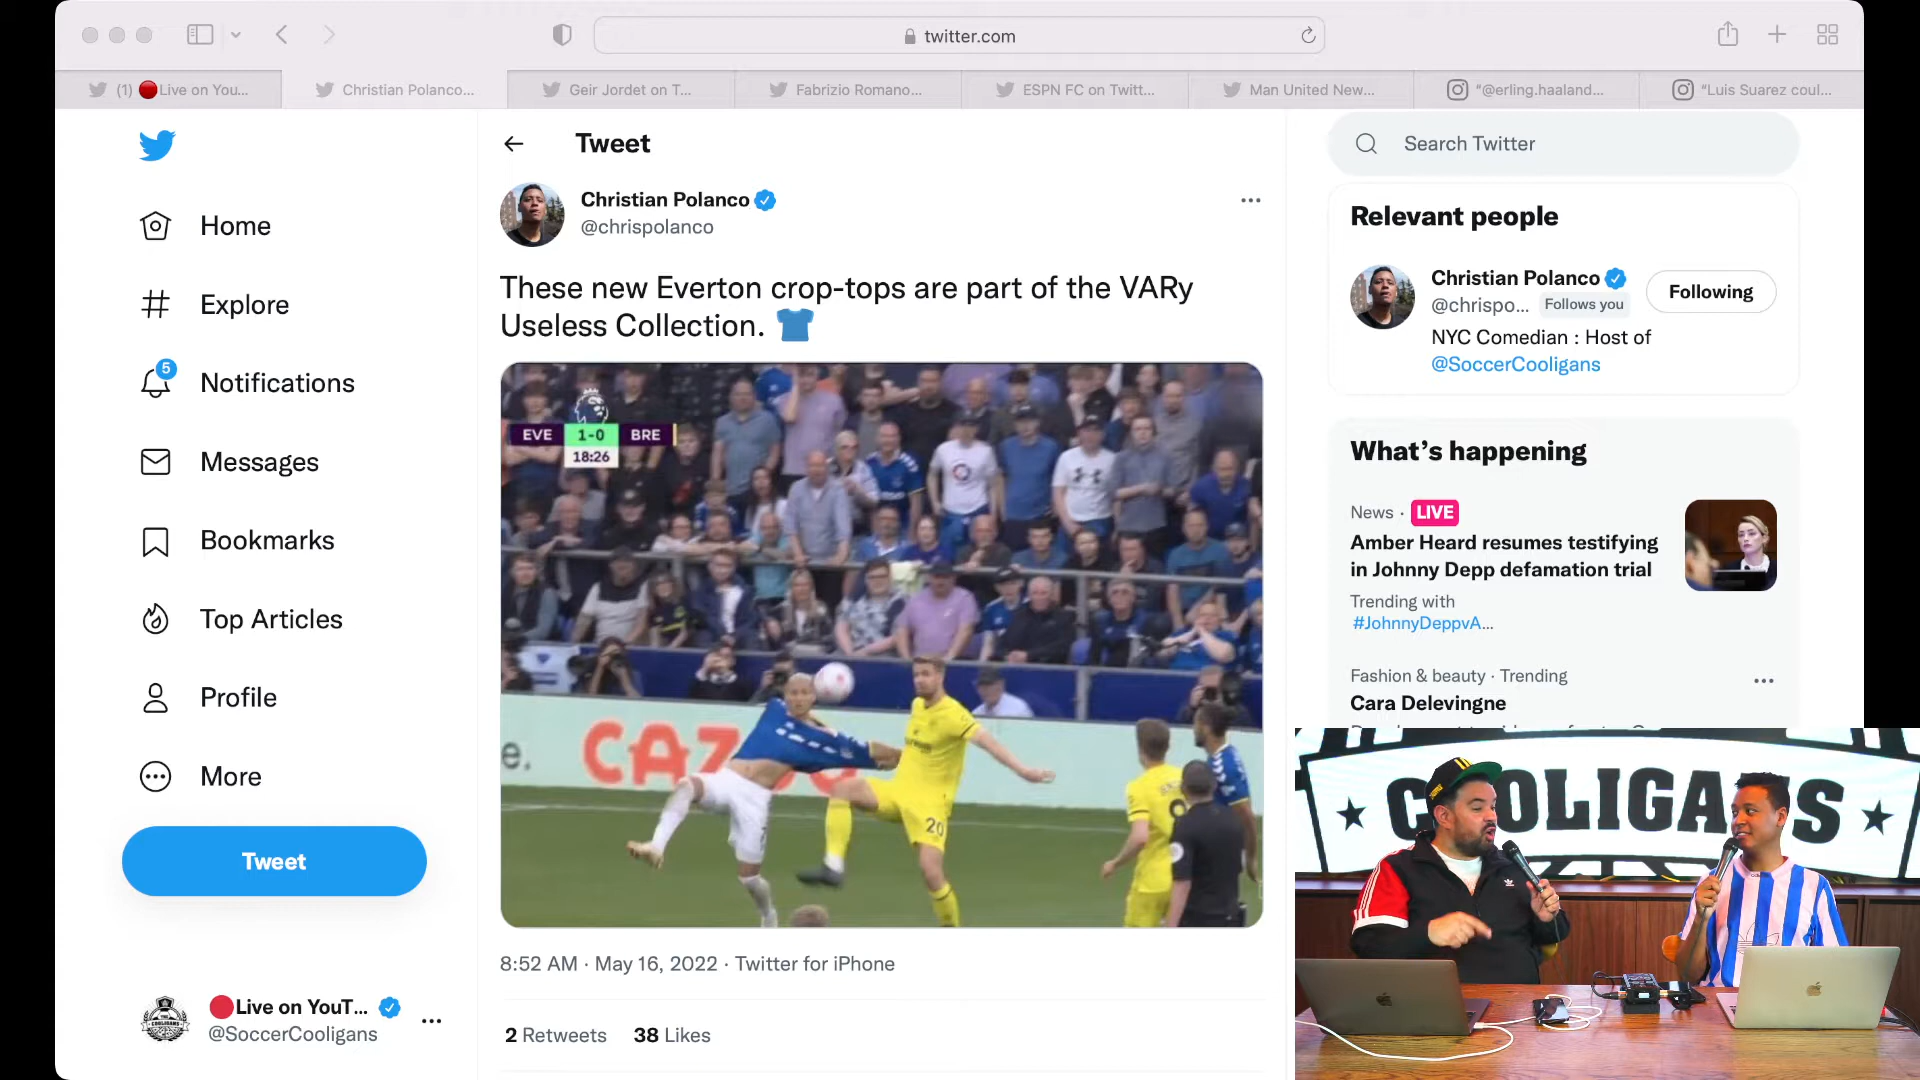 twitter.com
(1) 🔴Live on You...
Christian Polanco...
Geir Jordet on T...
Fabrizio Romano...
ESPN FC on Twitt...
Man United New...
"@erling.haaland...
"Luis Suarez coul...
Home
Explore
5
Notifications
Messages
Bookmarks
Top Articles
Profile
More
Tweet
🔴Live on YouT...
@SoccerCooligans
Tweet
Christian Polanco
@chrispolanco
These new Everton crop-tops are part of the VARy
Useless Collection. 👕
EVE 1-0 BRE
18:26
e. CAZ
20
8:52 AM · May 16, 2022 · Twitter for iPhone
2 Retweets 38 Likes
Search Twitter
Relevant people
Christian Polanco
@chrispo... Follows you
Following
NYC Comedian : Host of
@SoccerCooligans
What's happening
News · LIVE
Amber Heard resumes testifying
in Johnny Depp defamation trial
Trending with
#JohnnyDeppvA...
Fashion & beauty · Trending
Cara Delevingne
COOLIGANS